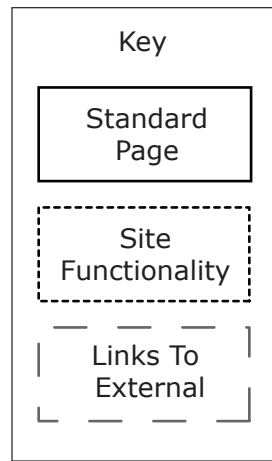 Key
Standard
Page
Site
Functionality
Links To
External